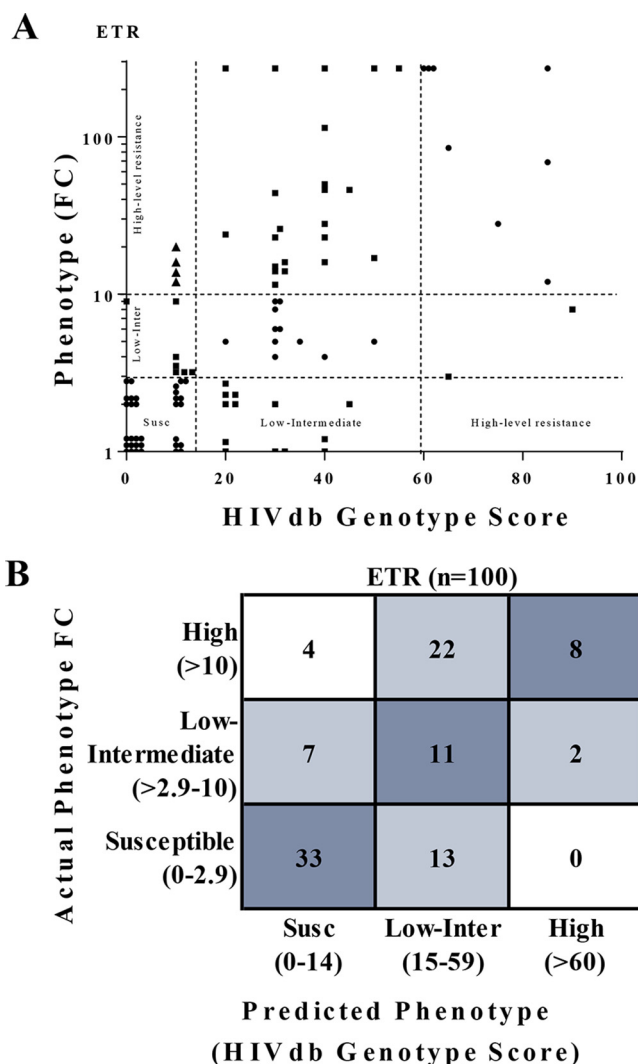 A
ETR
Phenotype (FC)
High-level resistance
Low-Inter
100
10
1
Susc
Low-Intermediate
High-level resistance
0
20
40
60
80
100
HIVdb Genotype Score
B
ETR (n=100)
Actual Phenotype FC
High
(>10)
4
22
8
Low-
Intermediate
(>2.9-10)
7
11
2
Susceptible
(0-2.9)
33
13
0
Susc
(0-14)
Low-Inter
(15-59)
High
(>60)
Predicted Phenotype
(HIVdb Genotype Score)